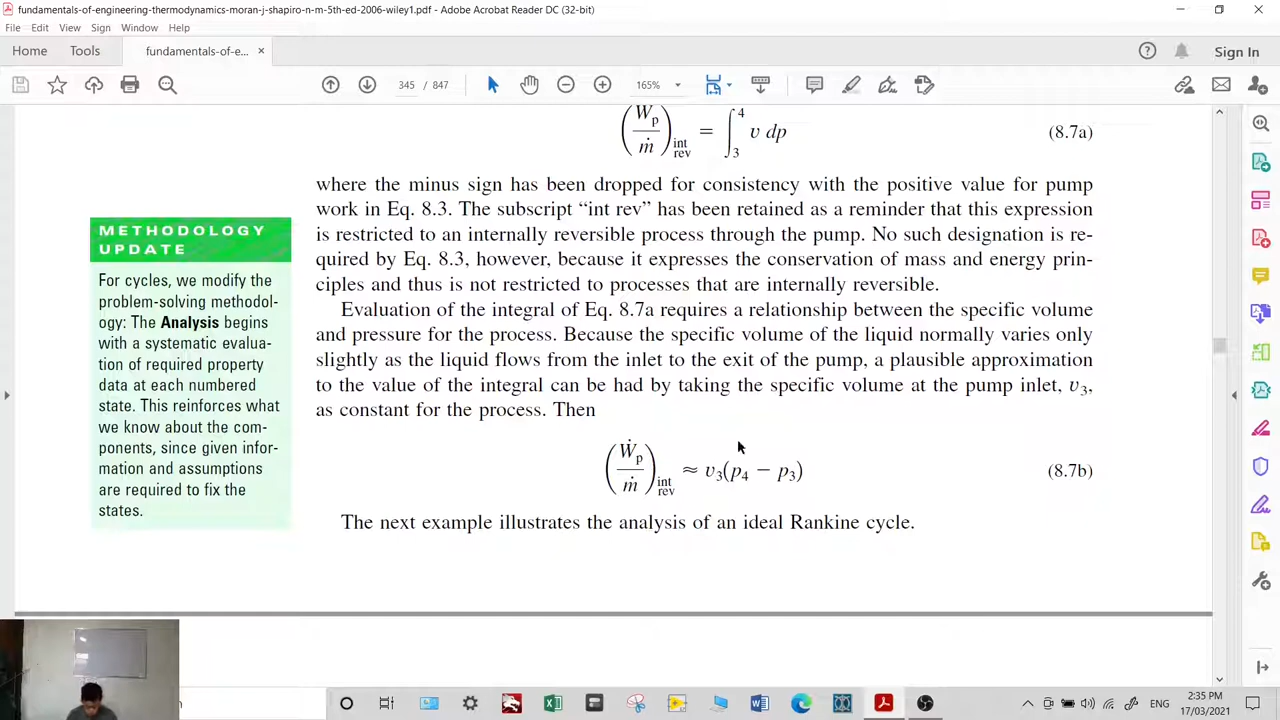 fundamentals-of-engineering-thermodynamics-moran-j-shapiro-n-m-5th-ed-2006-wiley1.pdf - Adobe Acrobat Reader DC (32-bit)
File Edit View Sign Window Help
Home Tools fundamentals-of-e... × Sign In
345 / 847 165%
(Ẇp/ṁ) int rev = ∫₃⁴ v dp (8.7a)
where the minus sign has been dropped for consistency with the positive value for pump
work in Eq. 8.3. The subscript “int rev” has been retained as a reminder that this expression
is restricted to an internally reversible process through the pump. No such designation is re-
quired by Eq. 8.3, however, because it expresses the conservation of mass and energy prin-
ciples and thus is not restricted to processes that are internally reversible.
Evaluation of the integral of Eq. 8.7a requires a relationship between the specific volume
and pressure for the process. Because the specific volume of the liquid normally varies only
slightly as the liquid flows from the inlet to the exit of the pump, a plausible approximation
to the value of the integral can be had by taking the specific volume at the pump inlet, v₃,
as constant for the process. Then
(Ẇp/ṁ) int rev ≈ v₃(p₄ − p₃) (8.7b)
The next example illustrates the analysis of an ideal Rankine cycle.
METHODOLOGY
UPDATE
For cycles, we modify the
problem-solving methodol-
ogy: The Analysis begins
with a systematic evalua-
tion of required property
data at each numbered
state. This reinforces what
we know about the com-
ponents, since given infor-
mation and assumptions
are required to fix the
states.
ENG
2:35 PM
17/03/2021